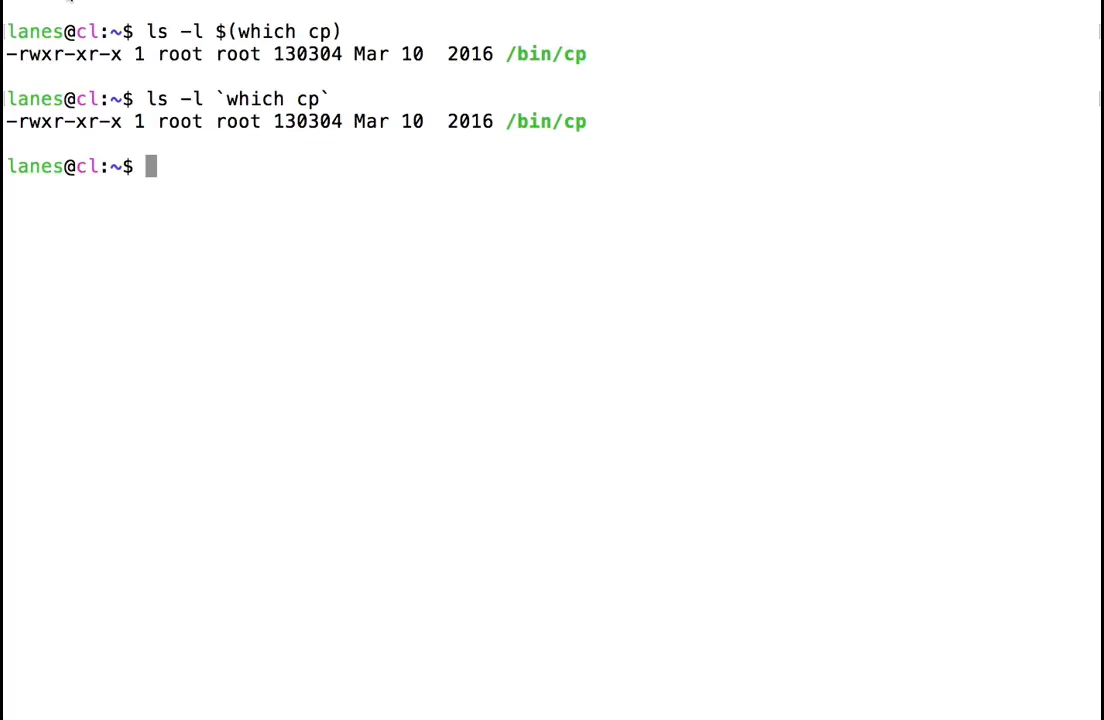 lanes@cl:~$ ls -l $(which cp)
-rwxr-xr-x 1 root root 130304 Mar 10  2016 /bin/cp
lanes@cl:~$ ls -l `which cp`
-rwxr-xr-x 1 root root 130304 Mar 10  2016 /bin/cp
lanes@cl:~$